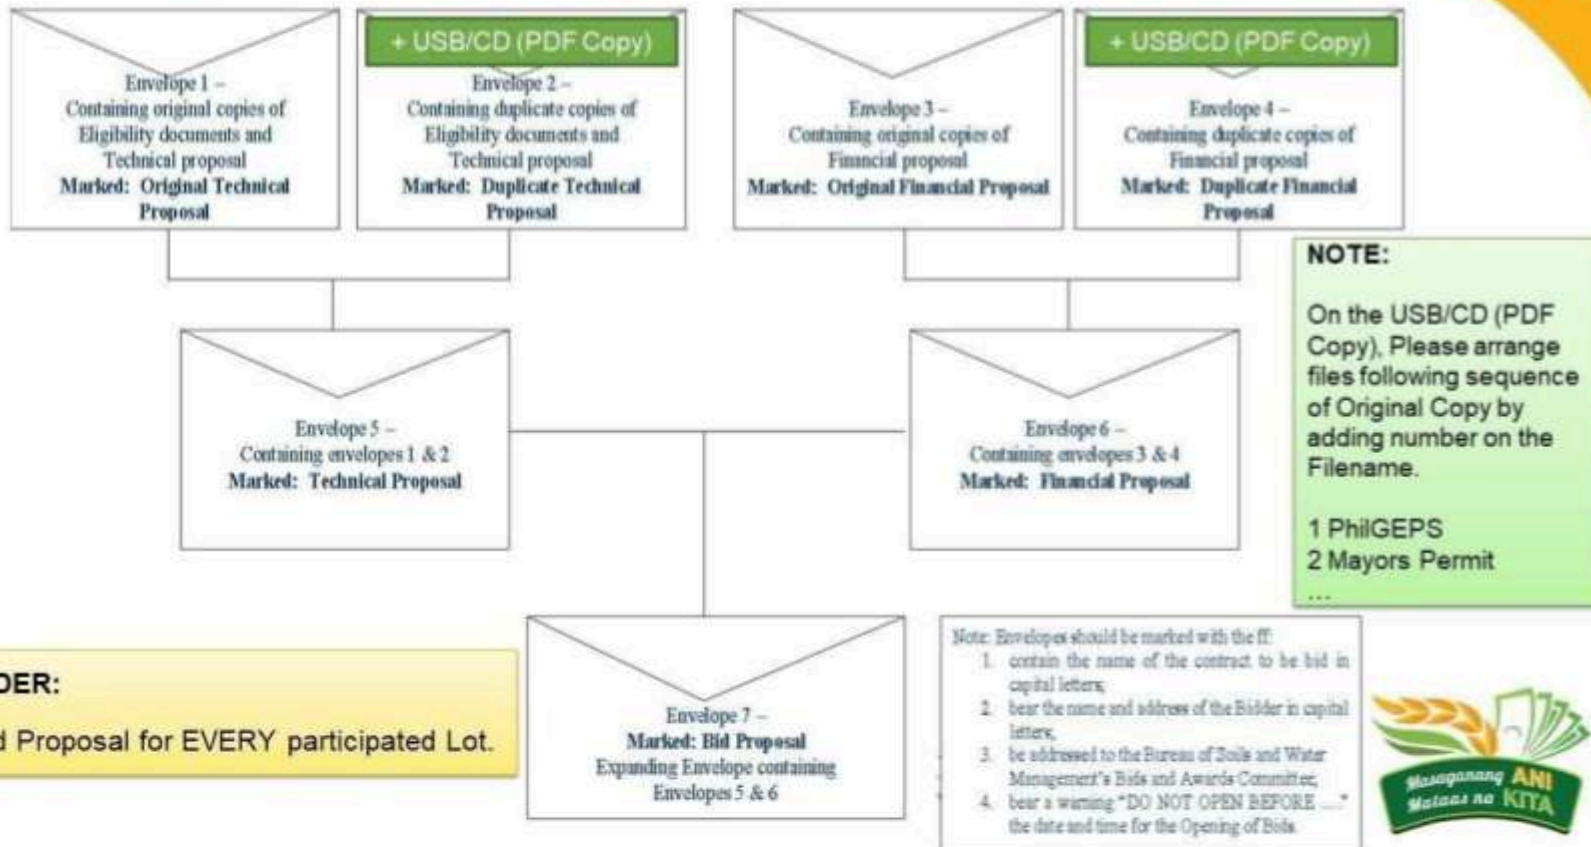 + USB/CD (PDF Copy)
+ USB/CD (PDF Copy)
Envelope 1 –
Containing original copies of
Eligibility documents and
Technical proposal
Marked: Original Technical
Proposal
Envelope 2 –
Containing duplicate copies of
Eligibility documents and
Technical proposal
Marked: Duplicate Technical
Proposal
Envelope 3 –
Containing original copies of
Financial proposal
Marked: Original Financial Proposal
Envelope 4 –
Containing duplicate copies of
Financial proposal
Marked: Duplicate Financial
Proposal
NOTE:
On the USB/CD (PDF
Copy), Please arrange
files following sequence
of Original Copy by
adding number on the
Filename.
1 PhilGEPS
2 Mayors Permit
...
Envelope 5 –
Containing envelopes 1 & 2
Marked: Technical Proposal
Envelope 6 –
Containing envelopes 3 & 4
Marked: Financial Proposal
DER:
d Proposal for EVERY participated Lot.
Envelope 7 –
Marked: Bid Proposal
Expanding Envelope containing
Envelopes 5 & 6
Note: Envelopes should be marked with the ff:
1. contain the name of the contract to be bid in
capital letters;
2. bear the name and address of the Bidder in capital
letters;
3. be addressed to the Bureau of Soils and Water
Management's Bids and Awards Committee;
4. bear a warning "DO NOT OPEN BEFORE ...."
the date and time for the Opening of Bids.
Masaganang ANI
Mataas na KITA